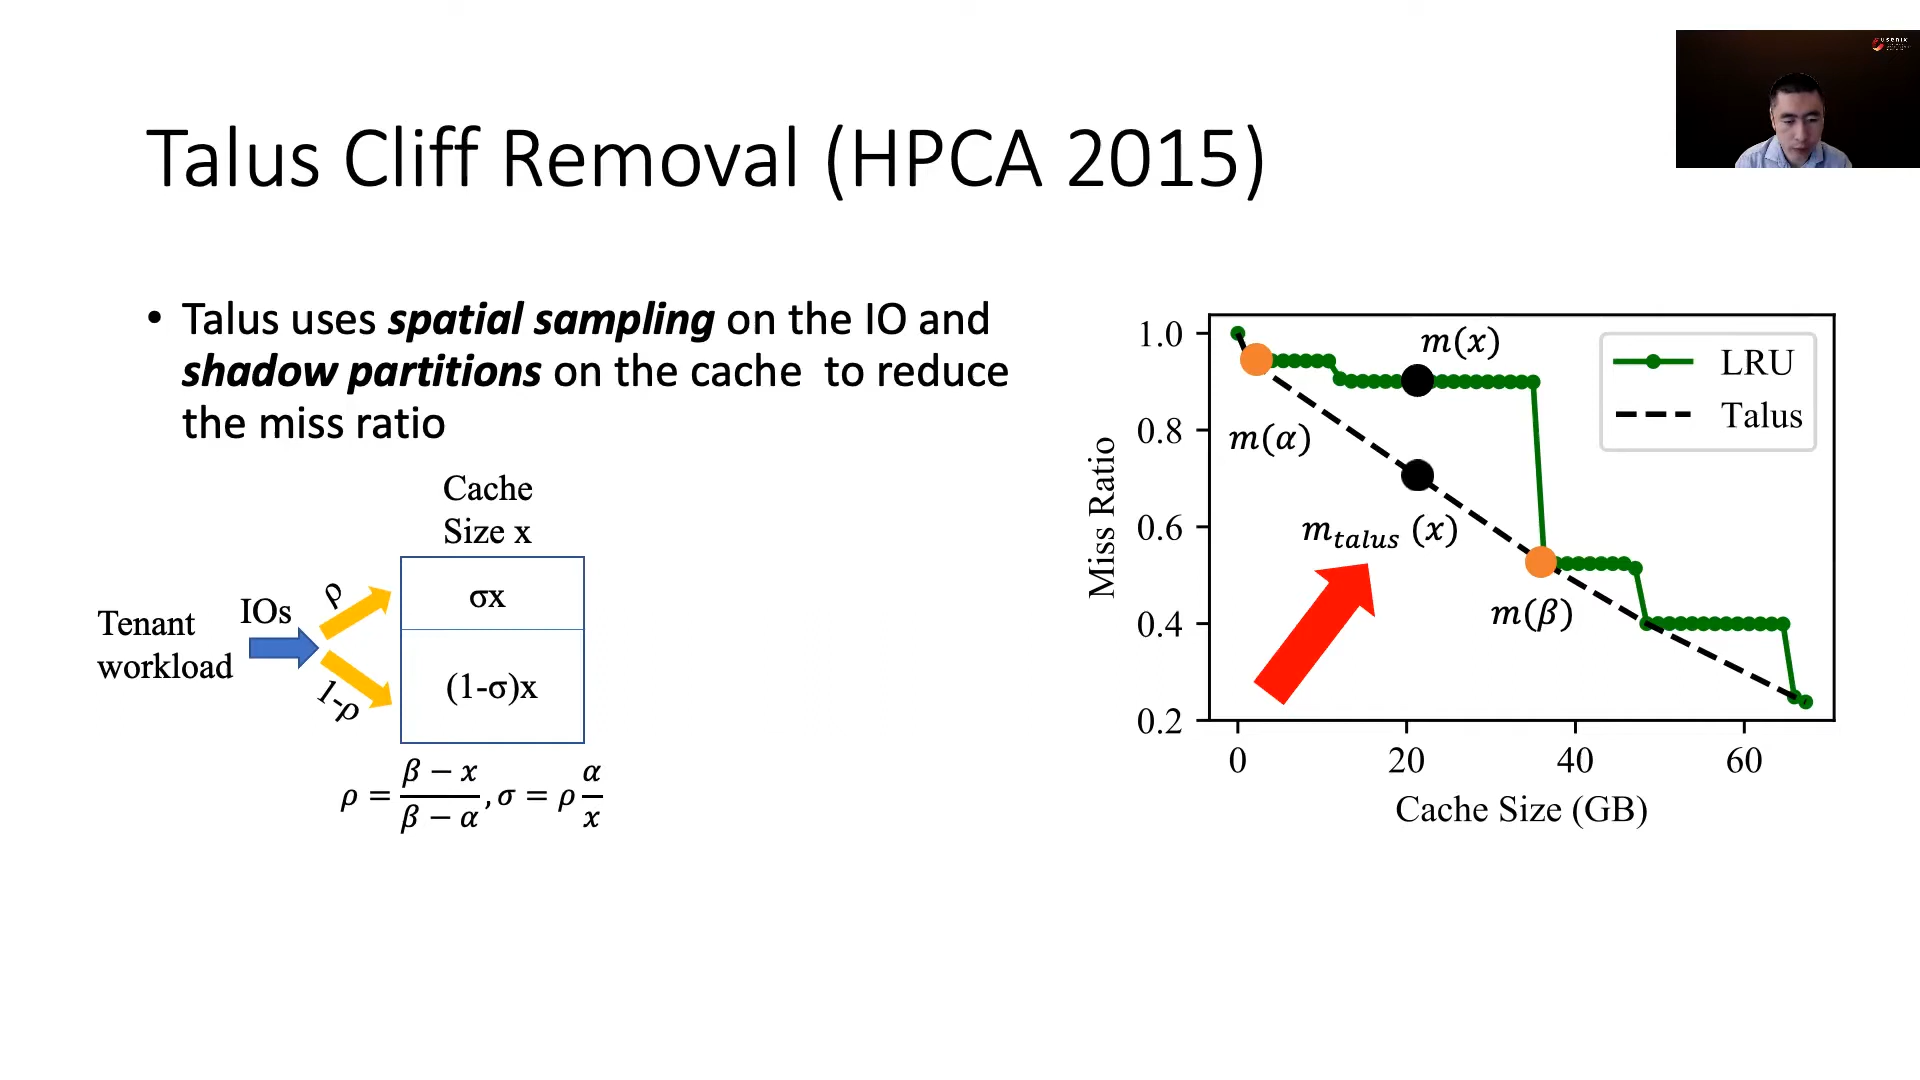 usenix
Talus Cliff Removal (HPCA 2015)
• Talus uses spatial sampling on the IO and
shadow partitions on the cache to reduce
the miss ratio
Cache
Size x
Tenant
workload
IOs
ρ
1-ρ
σx
(1-σ)x
ρ = (β − x)/(β − α), σ = ρ α/x
1.0
0.8
0.6
0.4
0.2
Miss Ratio
m(x)
m(α)
m_talus (x)
m(β)
LRU
Talus
0 20 40 60
Cache Size (GB)